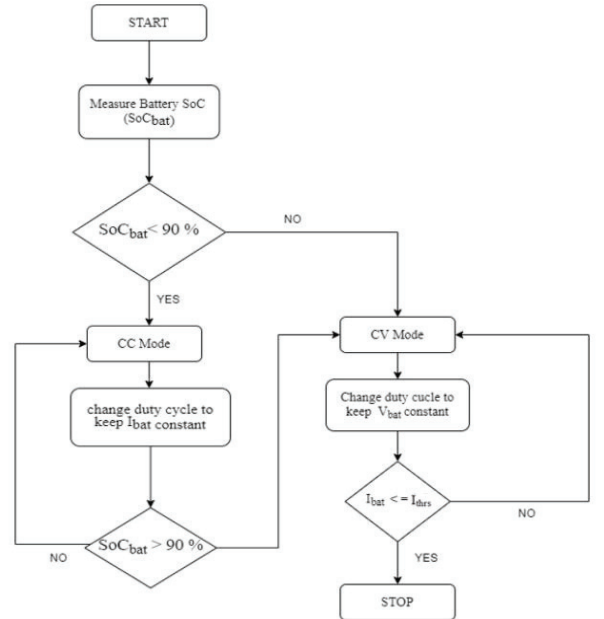 START
Measure Battery SoC
(SoCbat)
SoCbat< 90 %
NO
YES
CC Mode
CV Mode
change duty cycle to
keep Ibat constant
Change duty cucle to
keep Vbat constant
Ibat < = Ithrs
NO
SoCbat > 90 %
NO
YES
STOP